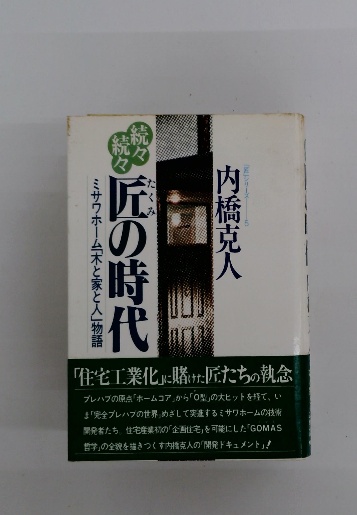 続々
続々
匠の時代
たくみ
ミサワホーム「木と家と人」物語
内橋克人
「住宅工業化」に賭けた匠たちの執念
プレハブの原点「ホームコア」から「O型」の大ヒットを経て、い
ま「完全プレハブの世界」めざして突進するミサワホームの技術
開発者たち。住宅産業初の「企画住宅」を可能にした「GOMAS
哲学」の全貌を描きつくす内橋克人の「開発ドキュメント」!